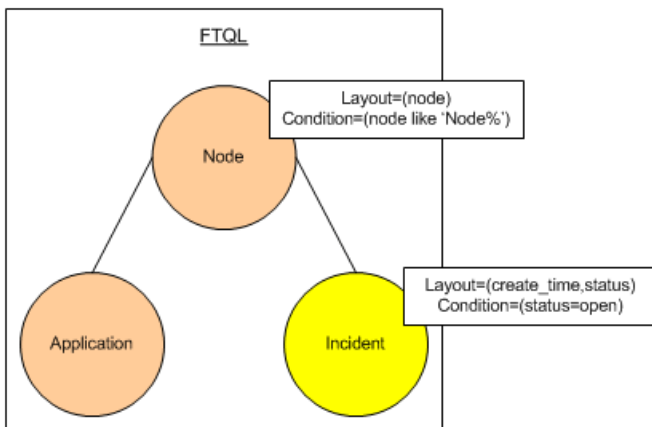 FTQL
Layout=(node)
Condition=(node like 'Node%')
Node
Layout=(create_time,status)
Condition=(status=open)
Application
Incident